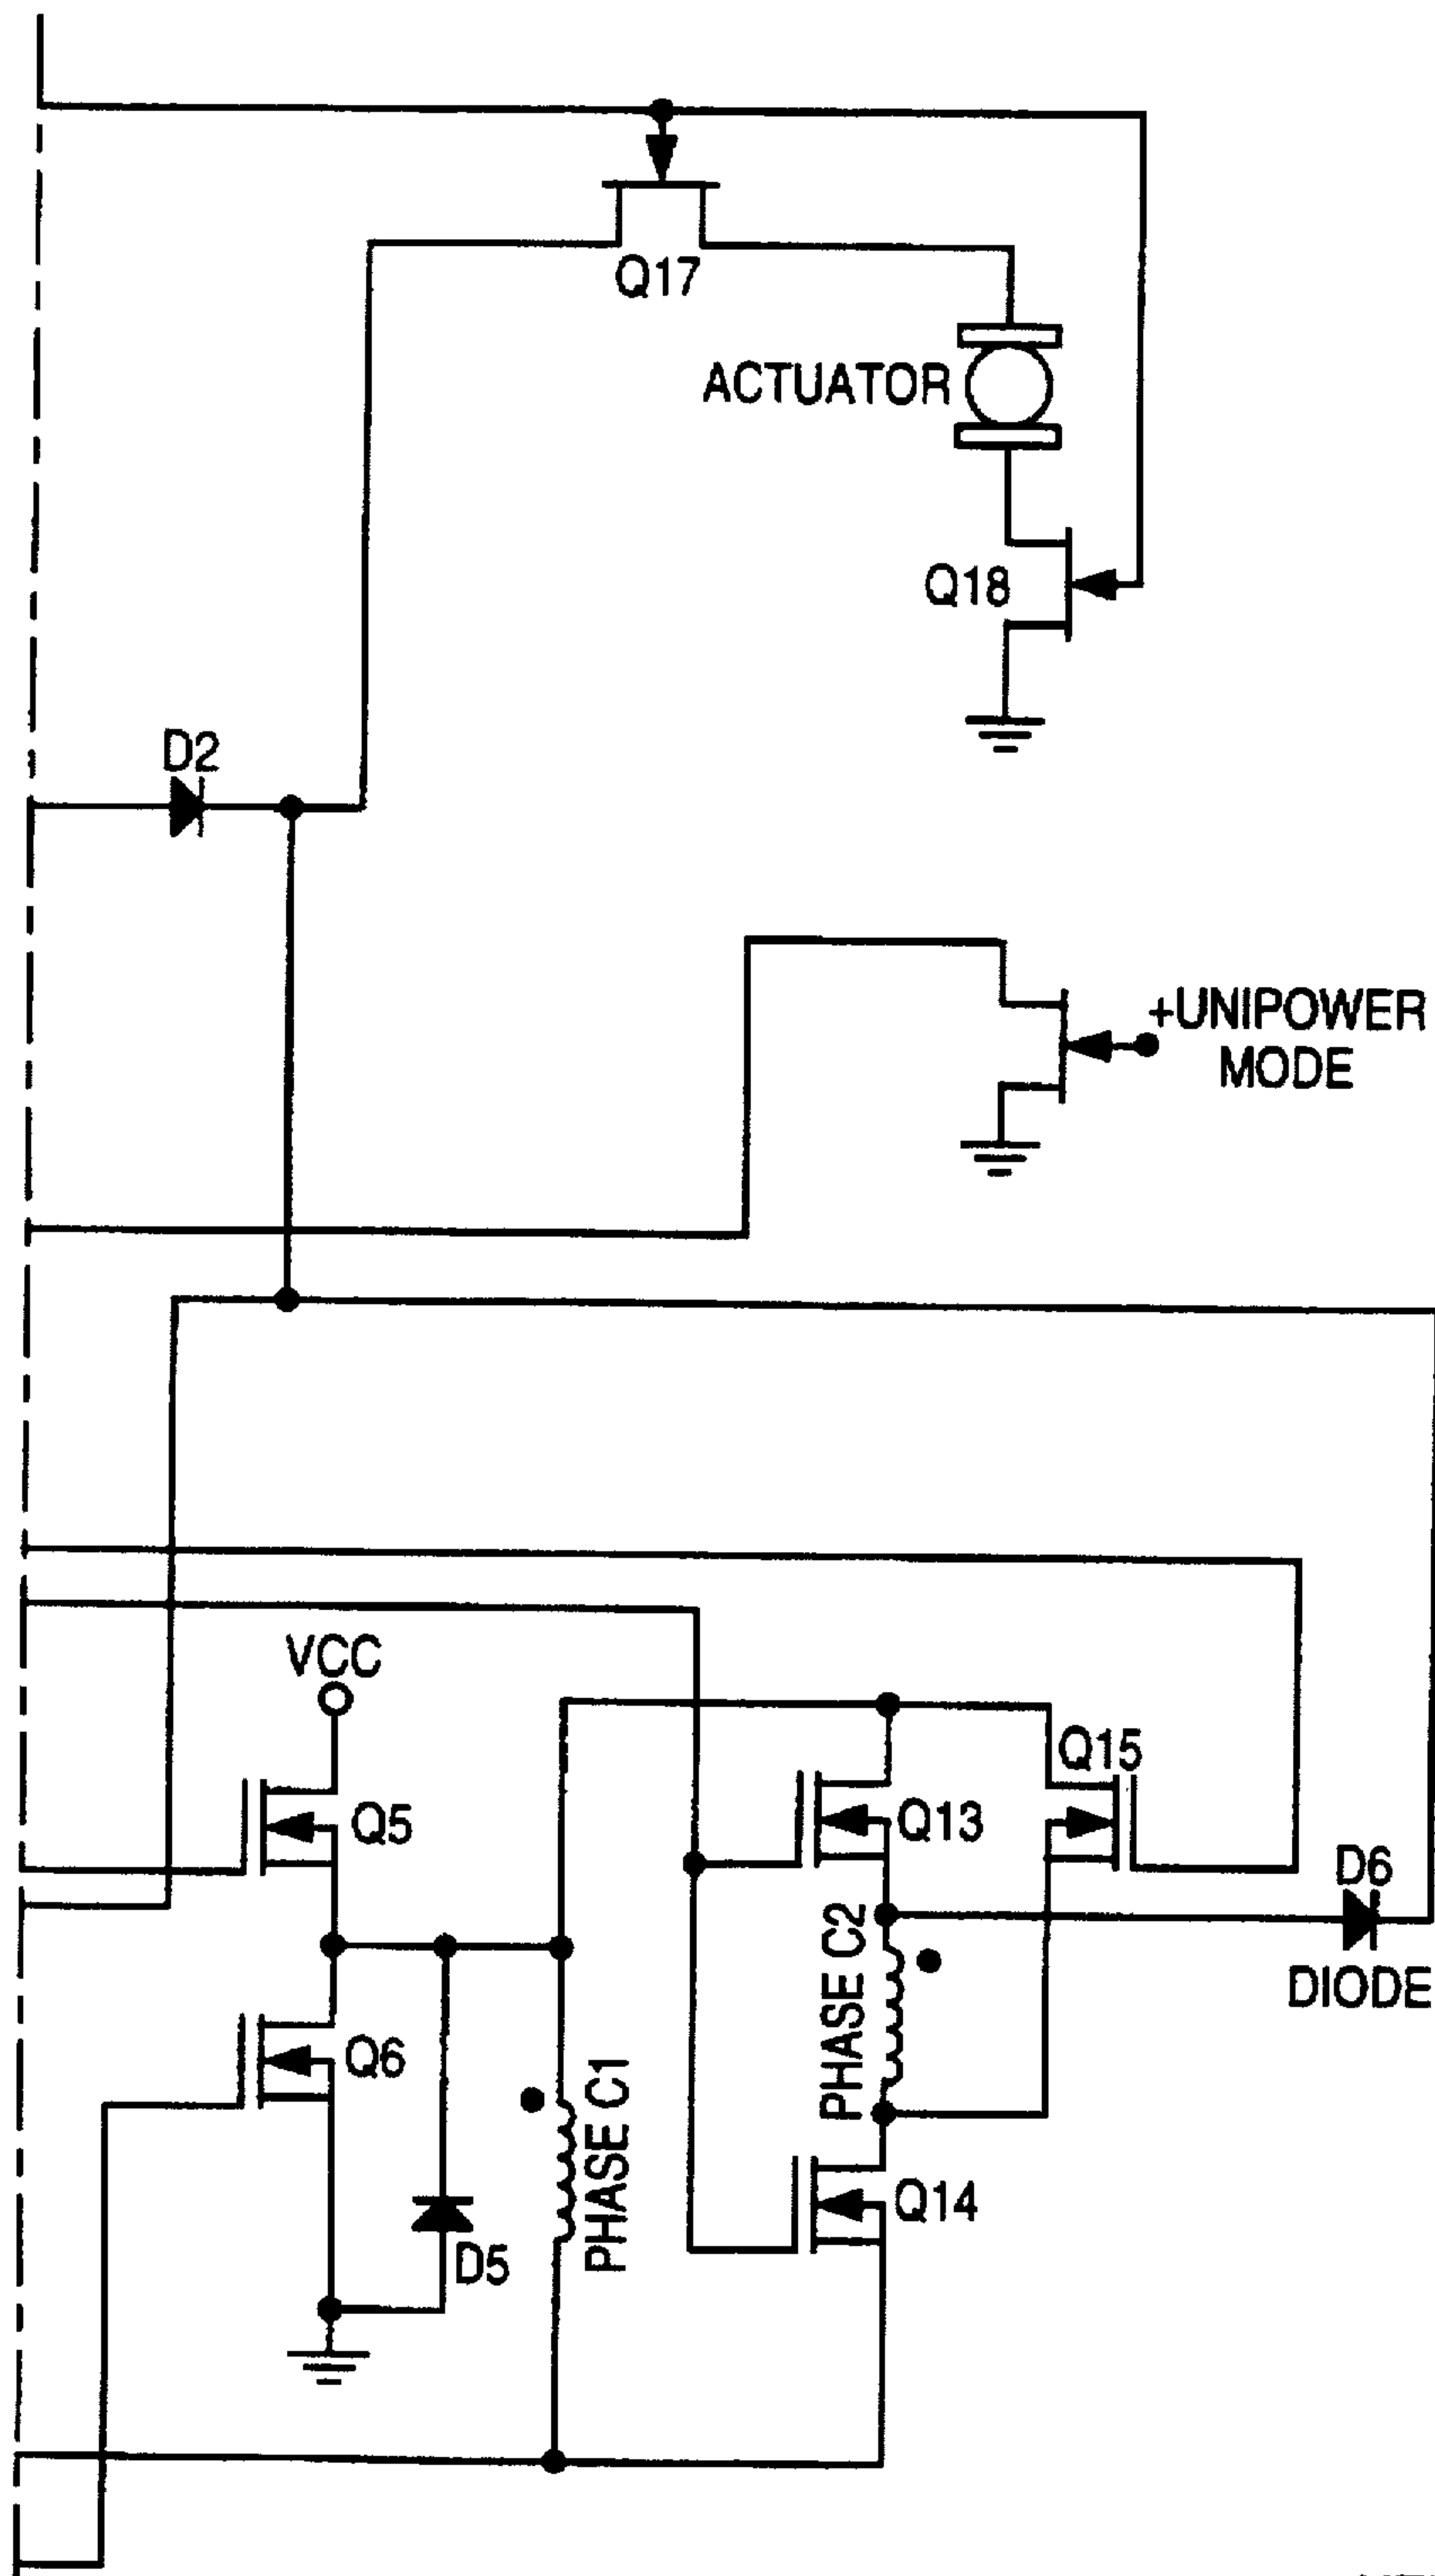 Q17
ACTUATOR
Q18
D2
+UNIPOWER
MODE
VCC
Q15
Q5
Q13
D6
DIODE
PHASE C2
Q6
PHASE C1
Q14
D5